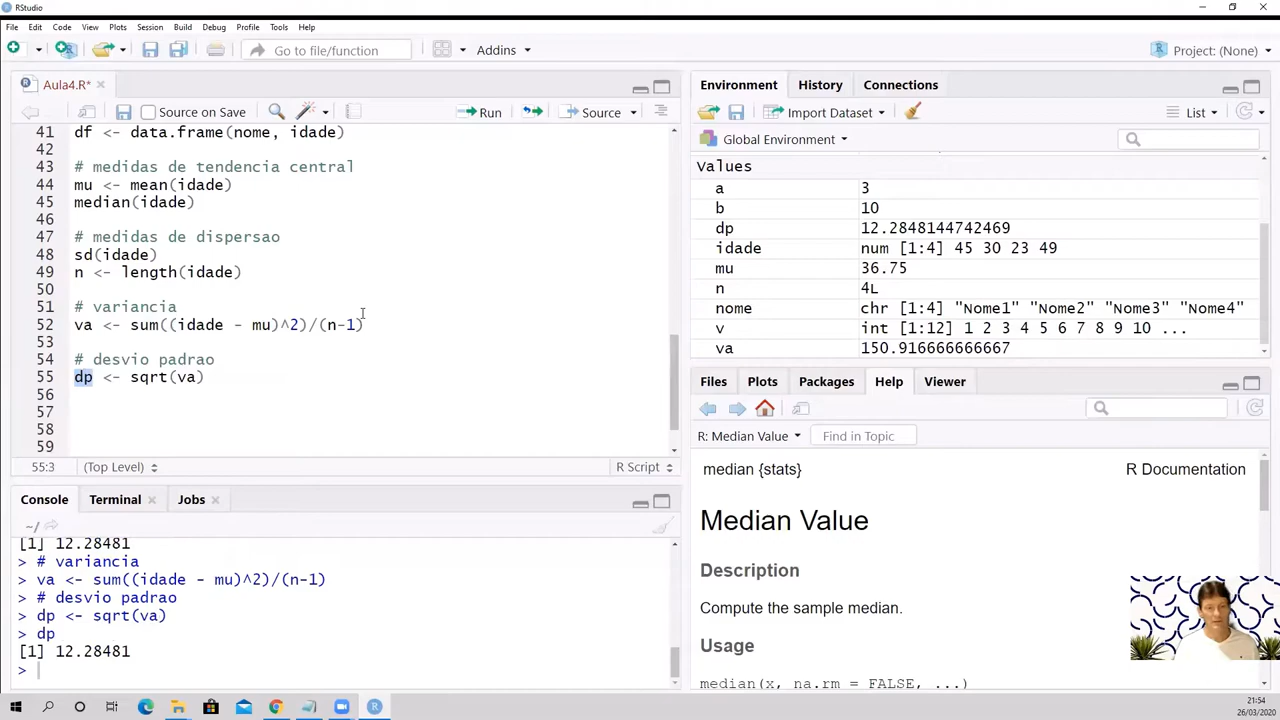 RStudio
File Edit Code View Plots Session Build Debug Profile Tools Help
Go to file/function
Addins
Project: (None)
Aula4.R*
Source on Save
Run
Source
41 df <- data.frame(nome, idade)
42
43 # medidas de tendencia central
44 mu <- mean(idade)
45 median(idade)
46
47 # medidas de dispersao
48 sd(idade)
49 n <- length(idade)
50
51 # variancia
52 va <- sum((idade - mu)^2)/(n-1)
53
54 # desvio padrao
55 dp <- sqrt(va)
56
57
58
59
55:3 (Top Level) R Script
Console Terminal Jobs
~/
[1] 12.28481
> # variancia
> va <- sum((idade - mu)^2)/(n-1)
> # desvio padrao
> dp <- sqrt(va)
> dp
[1] 12.28481
>
Environment History Connections
Import Dataset
List
Global Environment
Values
a 3
b 10
dp 12.2848144742469
idade num [1:4] 45 30 23 49
mu 36.75
n 4L
nome chr [1:4] "Nome1" "Nome2" "Nome3" "Nome4"
v int [1:12] 1 2 3 4 5 6 7 8 9 10 ...
va 150.916666666667
Files Plots Packages Help Viewer
R: Median Value
Find in Topic
median {stats} R Documentation
Median Value
Description
Compute the sample median.
Usage
median(x, na.rm = FALSE, ...)
21:54
26/03/2020